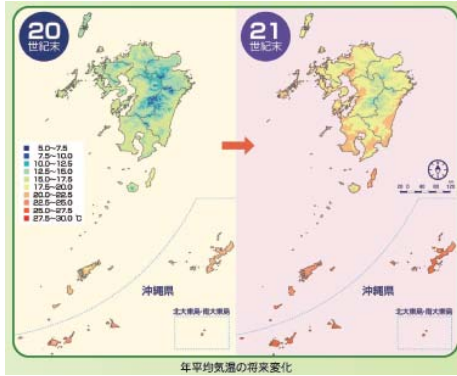 20
世紀末
21
世紀末
5.0~7.5
7.5~10.0
10.0~12.5
12.5~15.0
15.0~17.5
17.5~20.0
20.0~22.5
22.5~25.0
25.0~27.5
27.5~30.0 ℃
沖縄県
北大東島・南大東島
沖縄県
北大東島・南大東島
年平均気温の将来変化